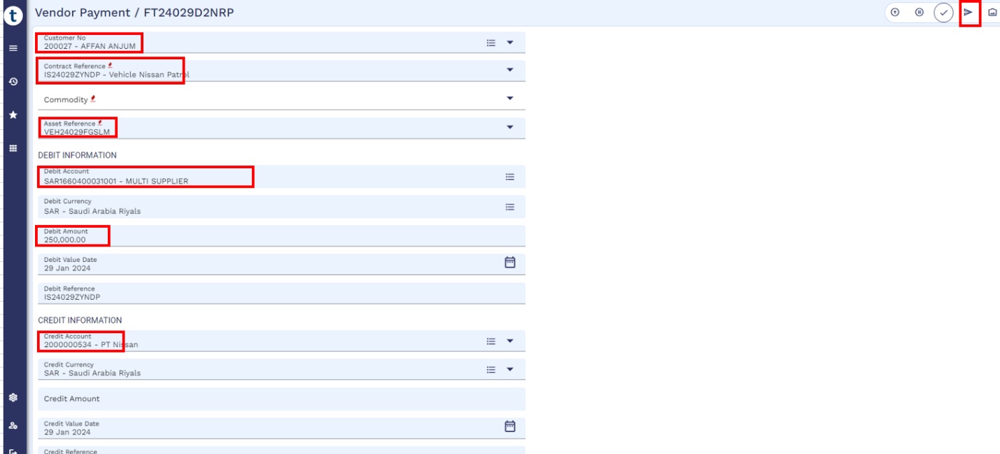 t
Vendor Payment / FT24029D2NRP
Customer No
200027 - AFFAN ANJUM
Contract Reference
IS24029ZYNDP - Vehicle Nissan Patrol
Commodity
Asset Reference
VEH24029FGSLM
DEBIT INFORMATION
Debit Account
SAR1660400031001 - MULTI SUPPLIER
Debit Currency
SAR - Saudi Arabia Riyals
Debit Amount
250,000.00
Debit Value Date
29 Jan 2024
Debit Reference
IS24029ZYNDP
CREDIT INFORMATION
Credit Account
2000000534 - PT Nissan
Credit Currency
SAR - Saudi Arabia Riyals
Credit Amount
Credit Value Date
29 Jan 2024
Credit Reference